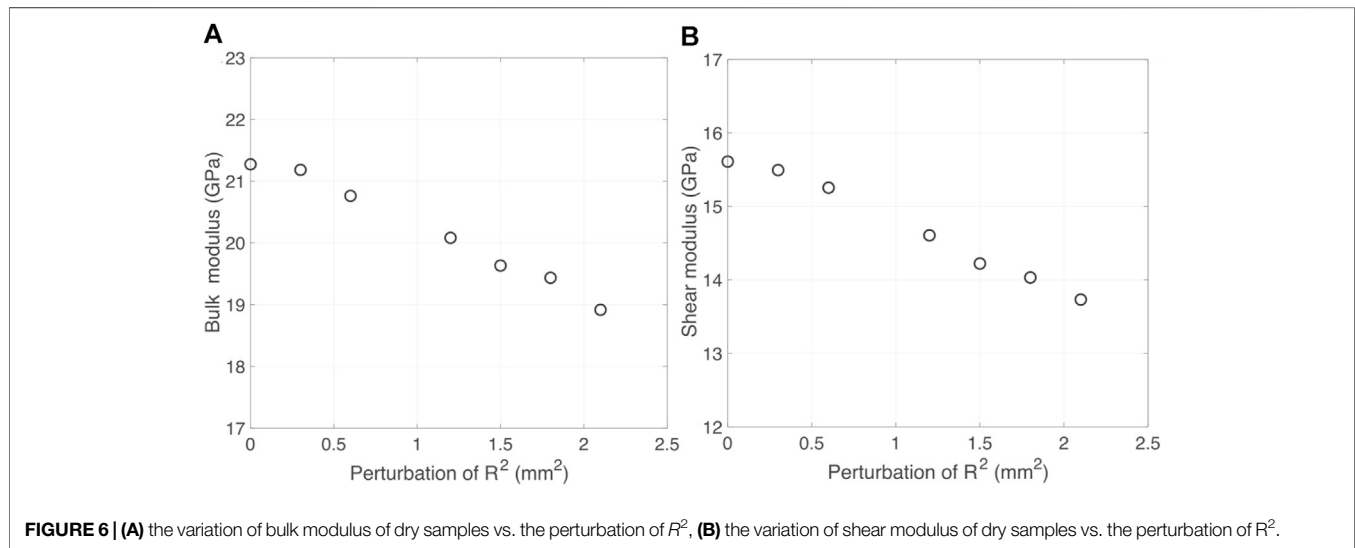 A
23
22
21
20
19
18
17
Bulk modulus (GPa)
0 0.5 1 1.5 2 2.5
Perturbation of R² (mm²)
B
17
16
15
14
13
12
Shear modulus (GPa)
0 0.5 1 1.5 2 2.5
Perturbation of R² (mm²)
FIGURE 6 | (A) the variation of bulk modulus of dry samples vs. the perturbation of R², (B) the variation of shear modulus of dry samples vs. the perturbation of R².